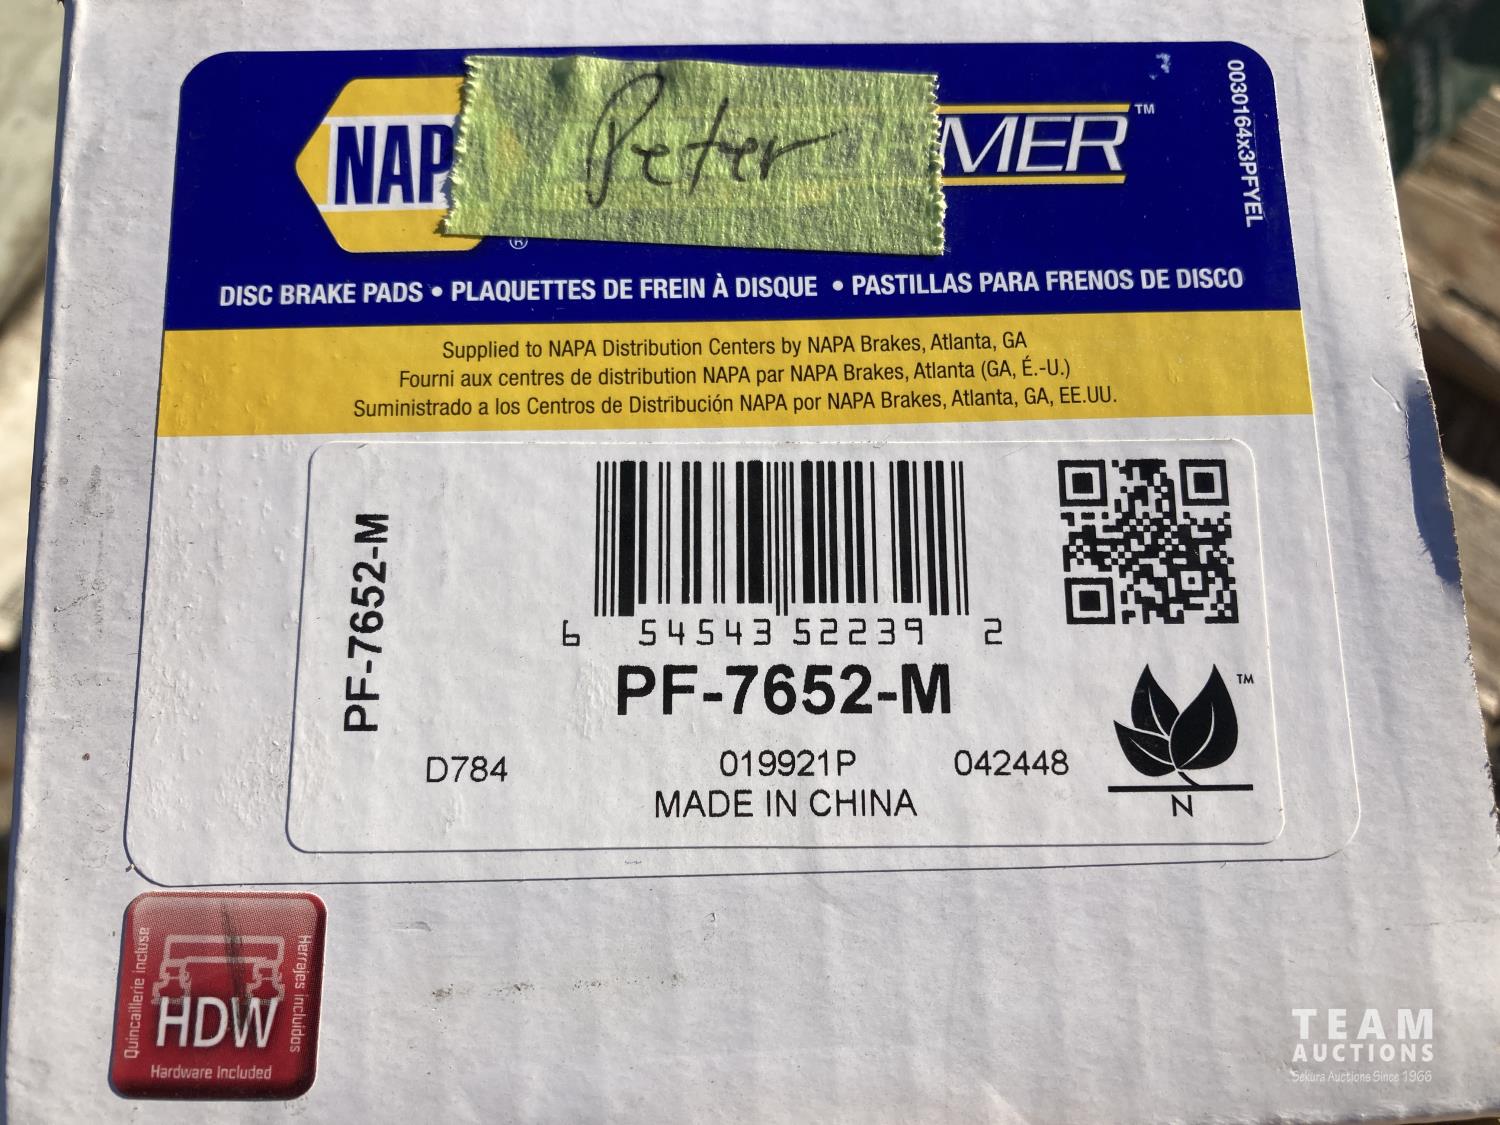 NAP
Peter
MER™
®
0030164x3PFYEL
DISC BRAKE PADS • PLAQUETTES DE FREIN À DISQUE • PASTILLAS PARA FRENOS DE DISCO
Supplied to NAPA Distribution Centers by NAPA Brakes, Atlanta, GA
Fourni aux centres de distribution NAPA par NAPA Brakes, Atlanta (GA, É.-U.)
Suministrado a los Centros de Distribución NAPA por NAPA Brakes, Atlanta, GA, EE.UU.
PF-7652-M
6 54543 52239 2
PF-7652-M
D784 019921P 042448
MADE IN CHINA
™
N
Quincaillerie incluse
HDW
Herrajes incluidos
Hardware Included
TEAM
AUCTIONS
Sekura Auctions Since 1966